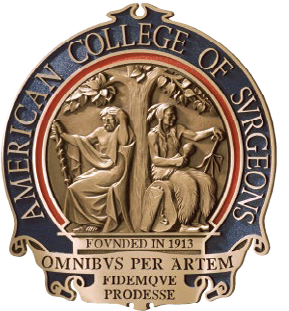 AMERICAN COLLEGE OF SVRGEONS
FOVNDED IN 1913
OMNIBVS PER ARTEM
FIDEMQVE
PRODESSE